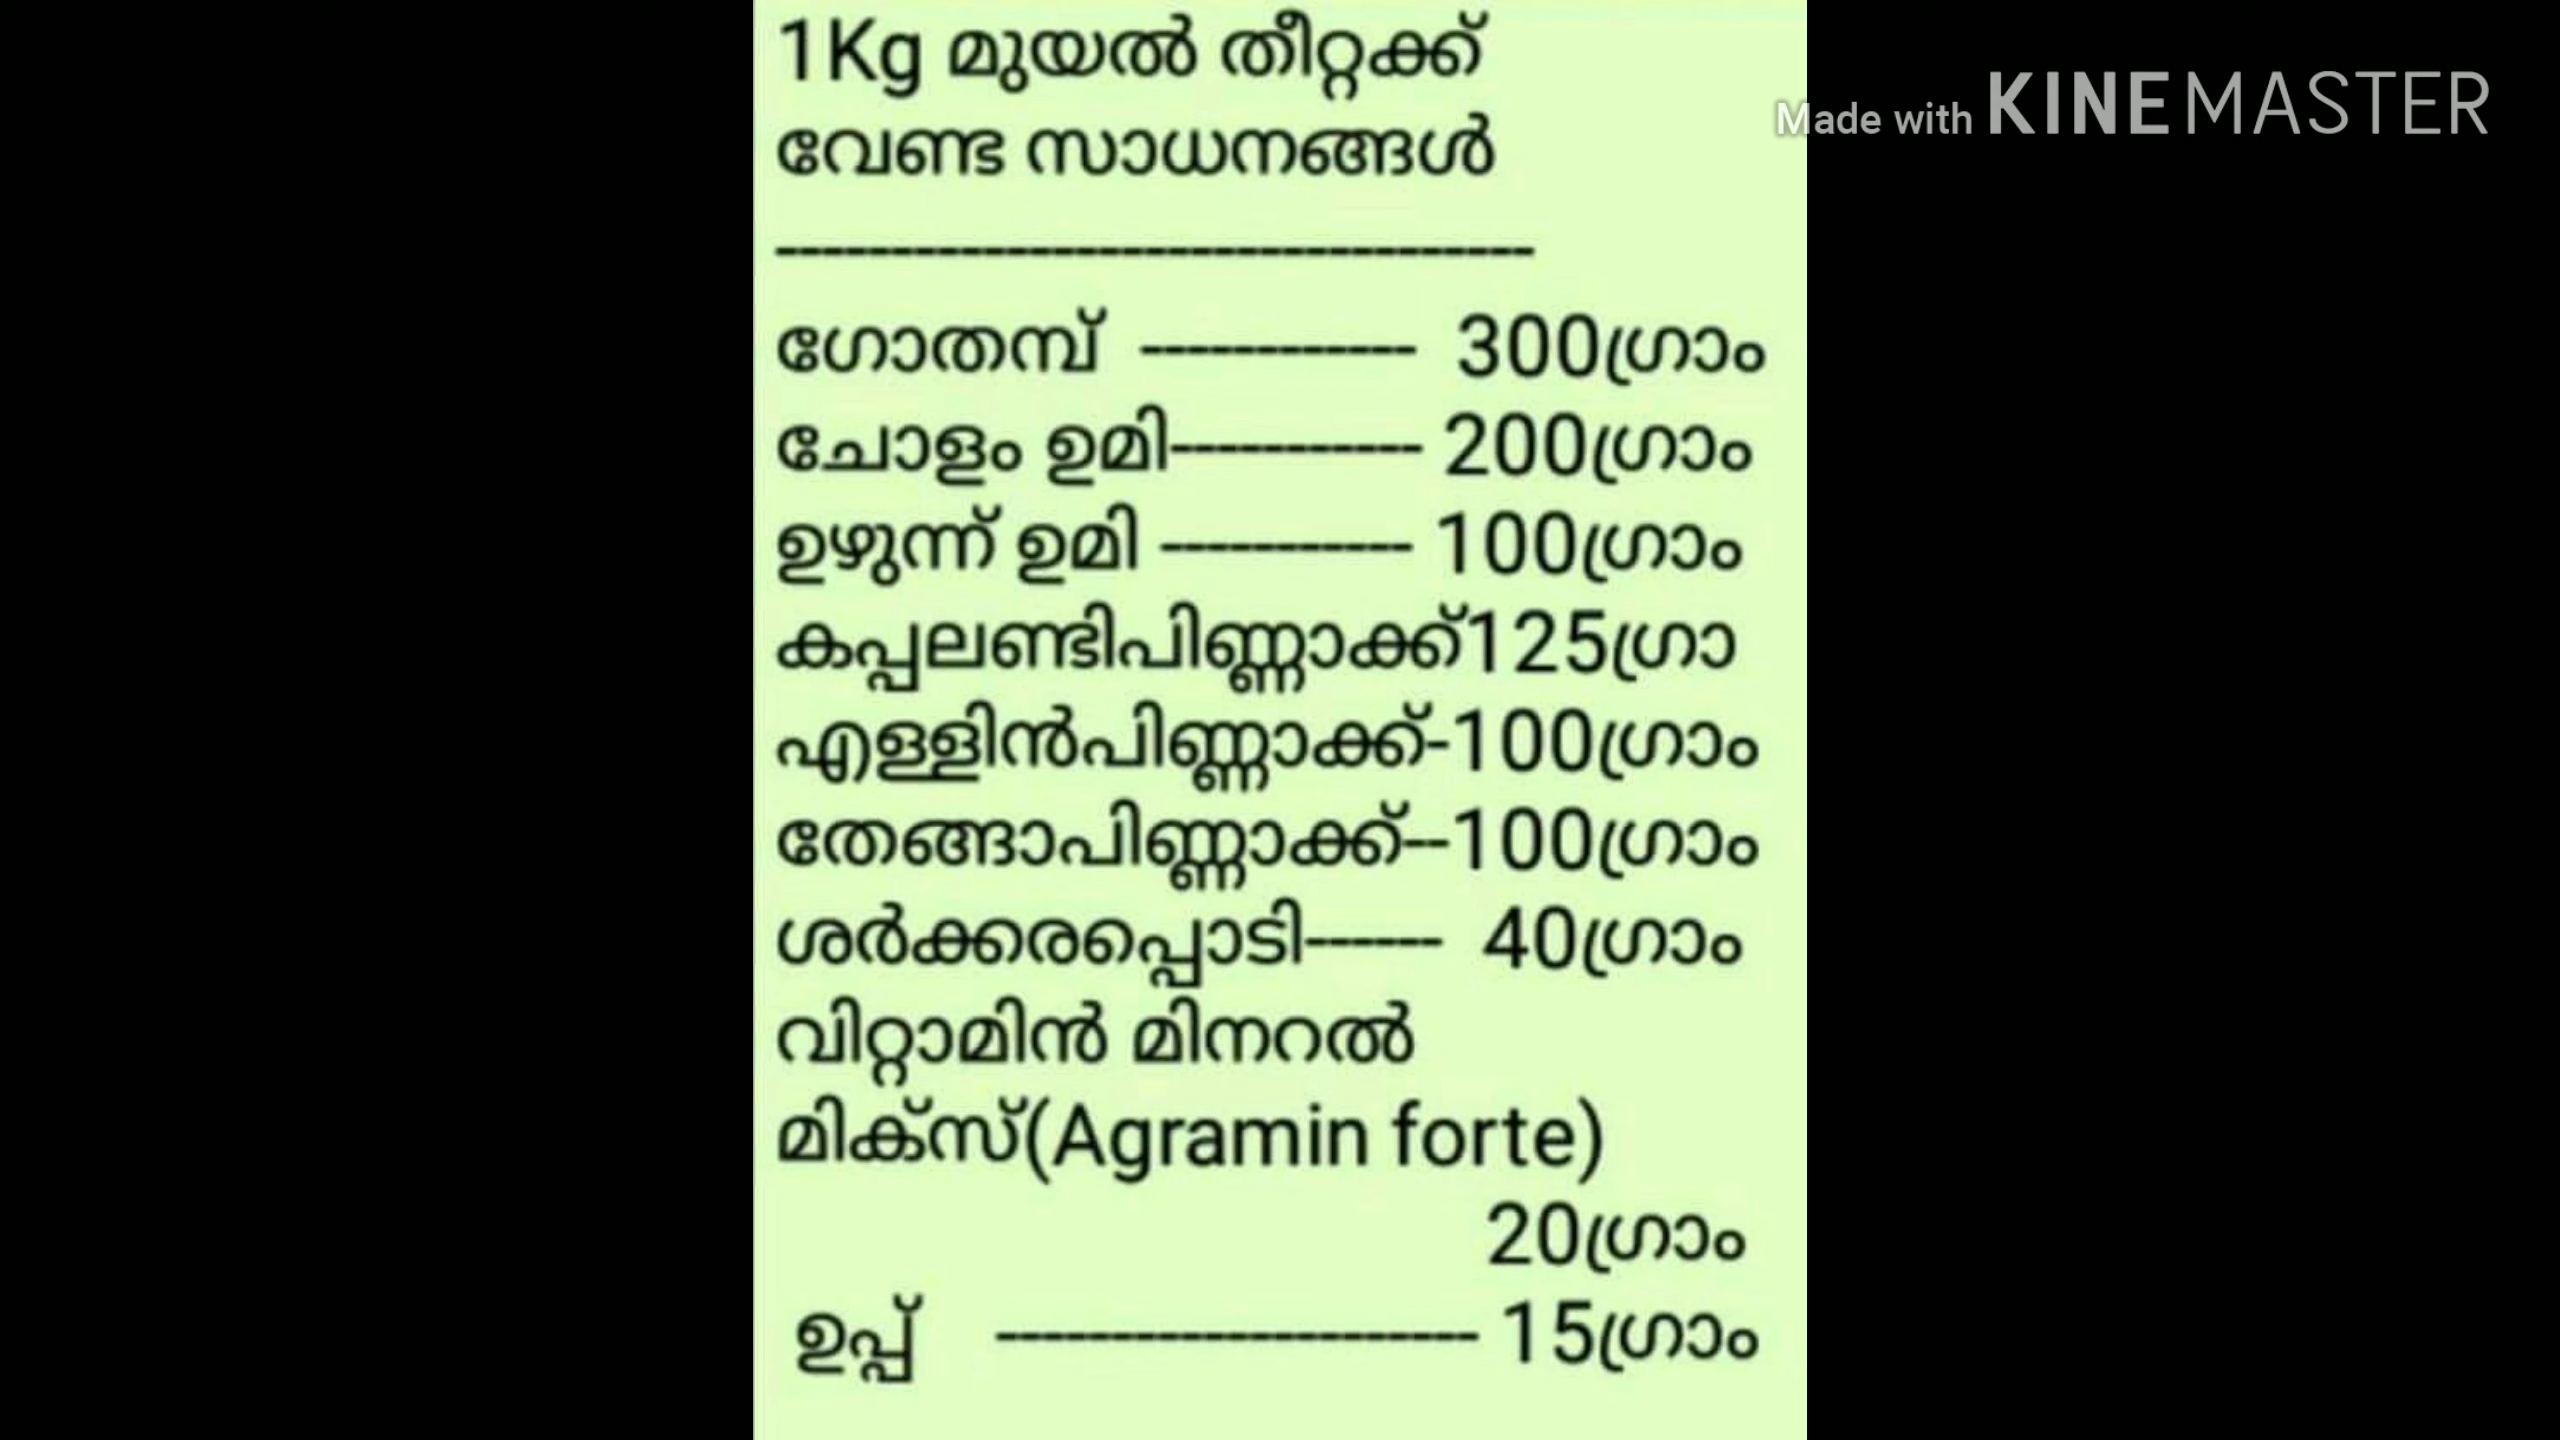 1Kg മുയൽ തീറ്റക്ക്
വേണ്ട സാധനങ്ങൾ
---------------------------------
ഗോതമ്പ് ------------ 300ഗ്രാം
ചോളം ഉമി----------- 200ഗ്രാം
ഉഴുന്ന് ഉമി ----------- 100ഗ്രാം
കപ്പലണ്ടിപിണ്ണാക്ക്125ഗ്രാ
എള്ളിൻപിണ്ണാക്ക്-100ഗ്രാം
തേങ്ങാപിണ്ണാക്ക്--100ഗ്രാം
ശർക്കരപ്പൊടി------ 40ഗ്രാം
വിറ്റാമിൻ മിനറൽ
മിക്സ്(Agramin forte)
20ഗ്രാം
ഉപ്പ് --------------------- 15ഗ്രാം
Made with KINEMASTER